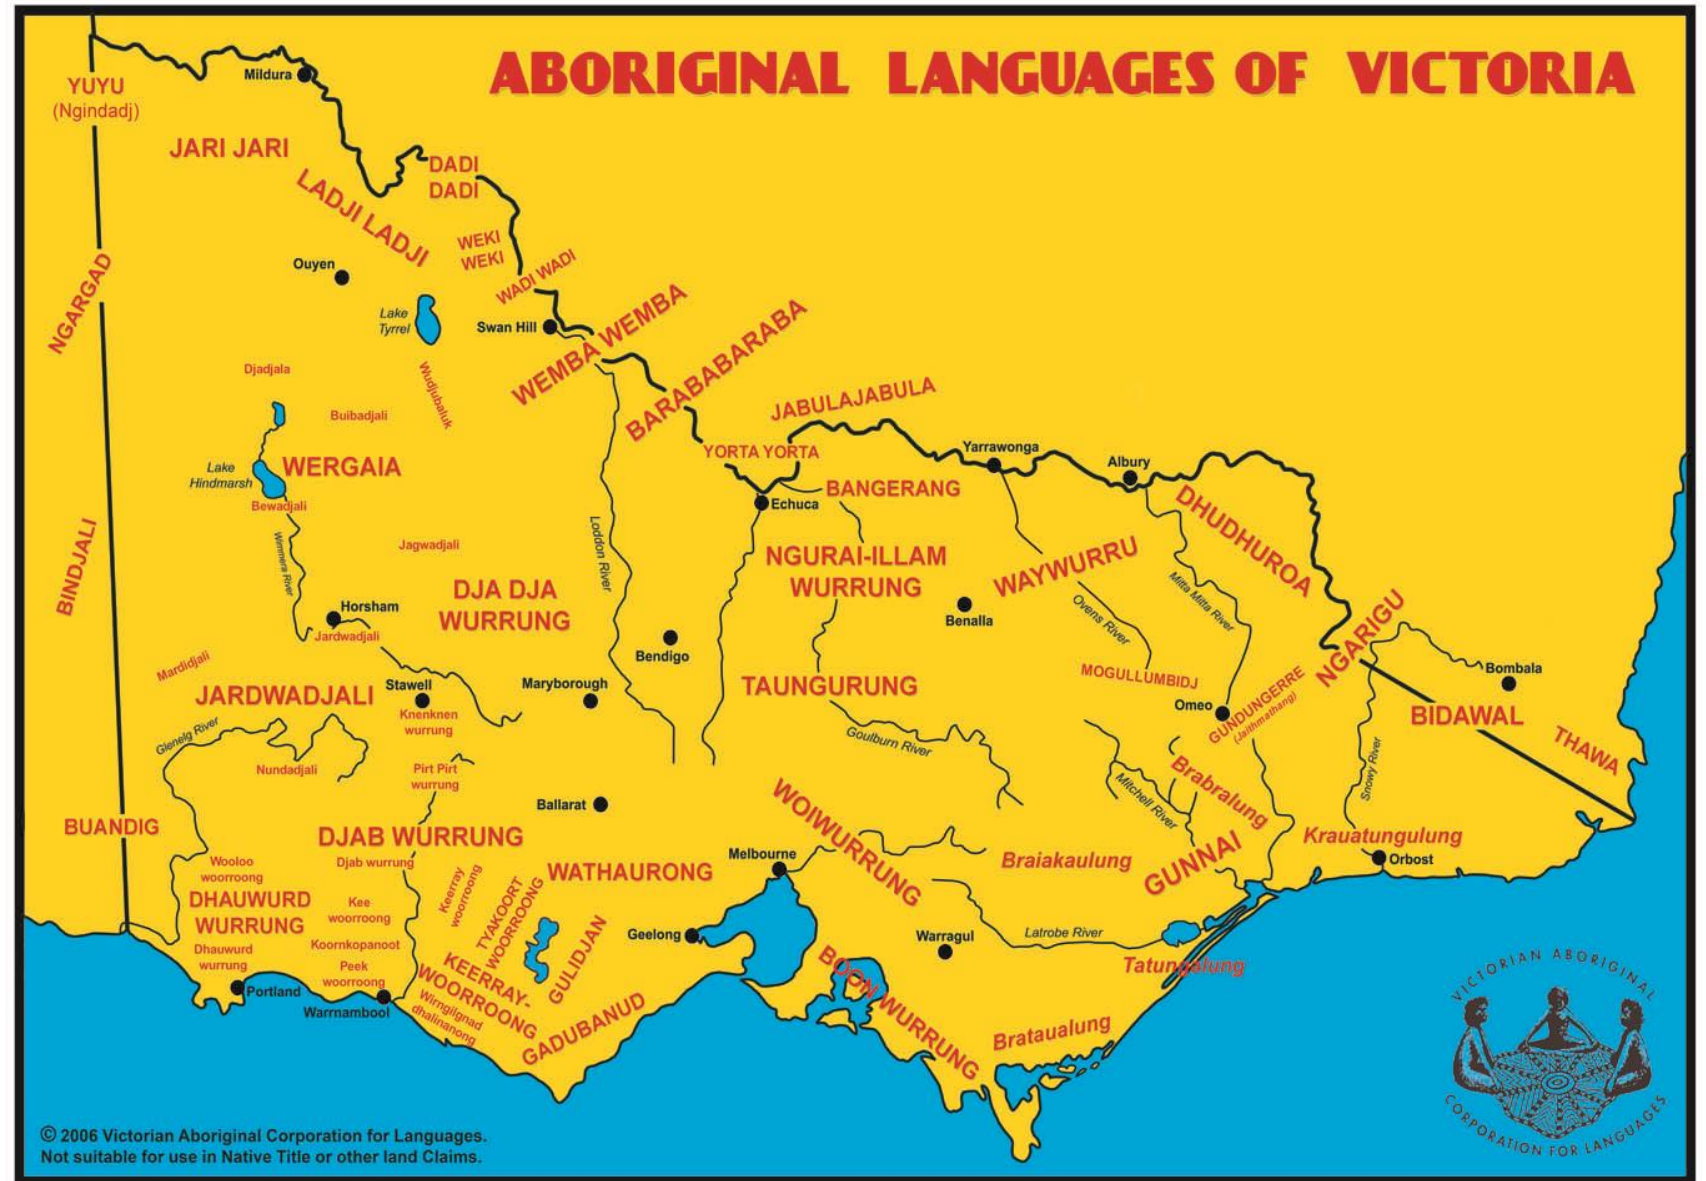 ABORIGINAL LANGUAGES OF VICTORIA
YUYU
(Ngindadj)
Mildura
JARI JARI
LADJI LADJI
DADI
DADI
WEKI
WEKI
WADI WADI
Ouyen
NGARGAD
Lake
Tyrrel
Swan Hill
WEMBA WEMBA
BARABABARABA
JABULAJABULA
Djadjala
Wudjubaluk
Buibadjali
YORTA YORTA
Yarrawonga
Albury
Lake
Hindmarsh
WERGAIA
BANGERANG
Echuca
DHUDHUROA
Bewadjali
Wimmera River
Jagwadjali
Loddon River
BINDJALI
NGURAI-ILLAM
WURRUNG
WAYWURRU
DJA DJA
WURRUNG
Mitta Mitta River
Ovens River
Benalla
Horsham
Jardwadjali
Bendigo
NGARIGU
Mardidjali
JARDWADJALI
Stawell
Maryborough
TAUNGURUNG
MOGULLUMBIDJ
Bombala
Omeo
GUNDUNGERRE
(Jaithmathang)
BIDAWAL
THAWA
Knenknen
wurrung
Glenelg River
Goulburn River
Nundadjali
Pirt Pirt
wurrung
Snowy River
Mitchell River
Brabralung
Ballarat
WOIWURRUNG
BUANDIG
DJAB WURRUNG
Krauatungulung
Orbost
Wooloo
woorroong
Djab wurrung
Melbourne
Braiakaulung
GUNNAI
WATHAURONG
Keerray
woorroong
TYAKOORT
WOORROONG
DHAUWURD
WURRUNG
Kee
woorroong
GULIDJAN
Geelong
Warragul
Latrobe River
Dhauwurd
wurrung
Koornkopanoot
Peek
woorroong
KEERRAY-
WOORROONG
BOON WURRUNG
Tatungalung
Portland
Warrnambool
Wirngilgnad
dhalinanong
GADUBANUD
Brataualung
VICTORIAN ABORIGINAL
CORPORATION FOR LANGUAGES
© 2006 Victorian Aboriginal Corporation for Languages.
Not suitable for use in Native Title or other land Claims.